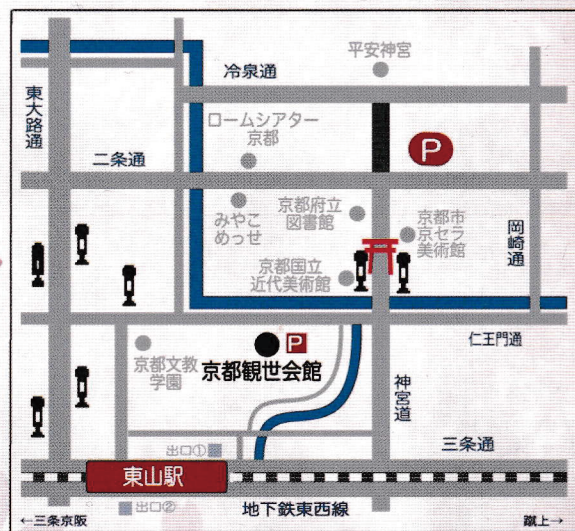 平安神宮
冷泉通
東大路通
ロームシアター
京都
P
二条通
みやこ
めっせ
京都府立
図書館
京都市
京セラ
美術館
岡崎通
京都国立
近代美術館
仁王門通
京都文教
学園
P
京都観世会館
神宮道
三条通
出口①
東山駅
出口②
地下鉄東西線
←三条京阪
蹴上→